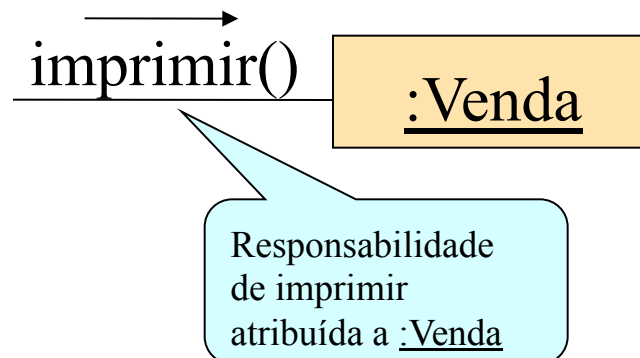 imprimir()
:Venda
Responsabilidade
de imprimir
atribuída a :Venda